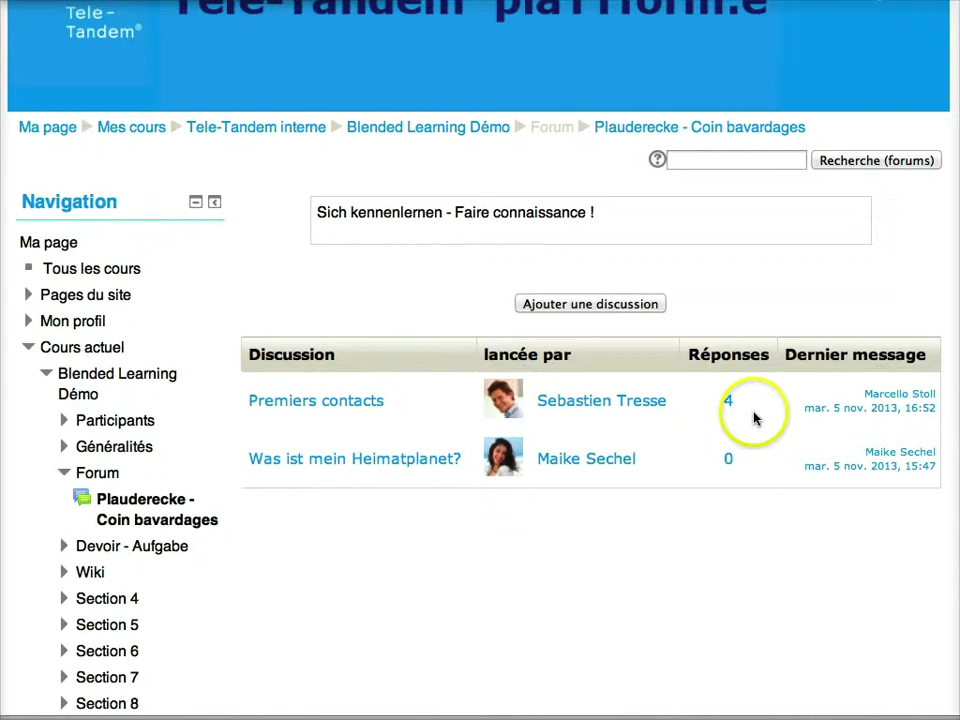 Tele-Tandem plattform.e
Tele-
Tandem®
Ma page Mes cours Tele-Tandem interne Blended Learning Démo Forum Plauderecke - Coin bavardages
? Recherche (forums)
Navigation
Sich kennenlernen - Faire connaissance !
Ma page
Tous les cours
Pages du site
Ajouter une discussion
Mon profil
Cours actuel
Discussion lancée par Réponses Dernier message
Blended Learning
Démo
Premiers contacts Sebastien Tresse 4 Marcello Stoll
mar. 5 nov. 2013, 16:52
Participants
Généralités
Was ist mein Heimatplanet? Maike Sechel 0 Maike Sechel
mar. 5 nov. 2013, 15:47
Forum
Plauderecke -
Coin bavardages
Devoir - Aufgabe
Wiki
Section 4
Section 5
Section 6
Section 7
Section 8